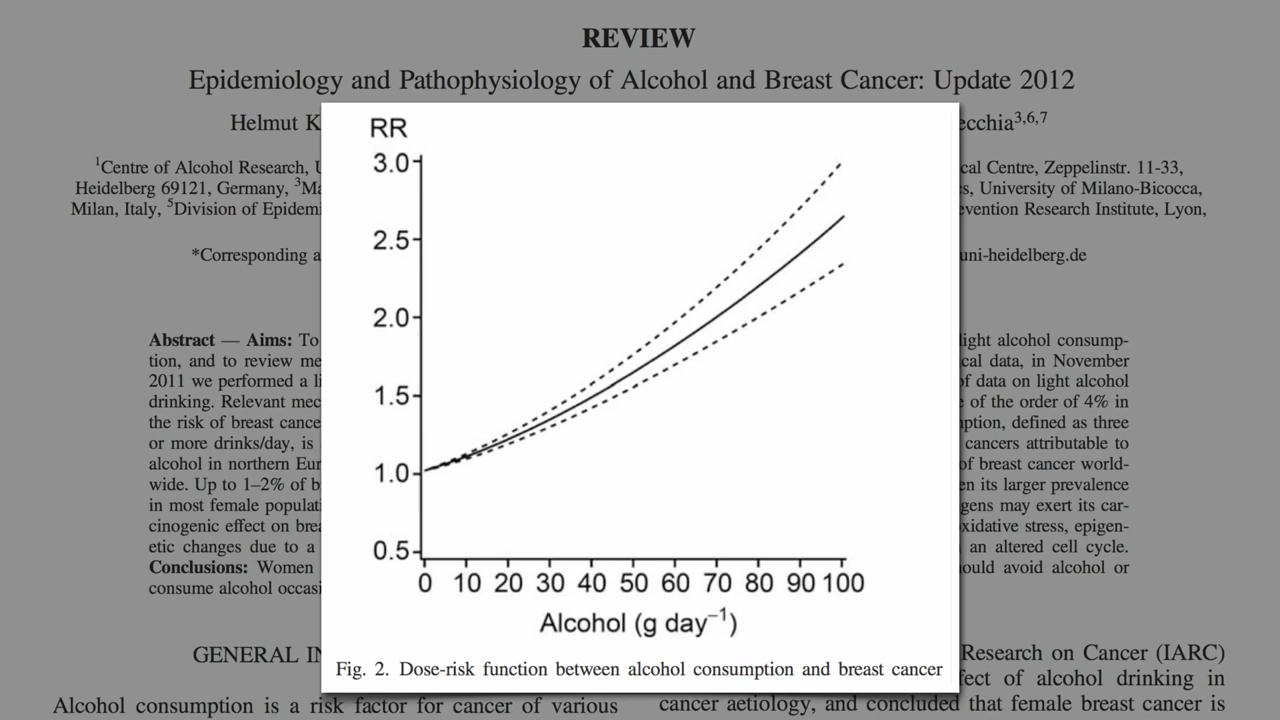 REVIEW
Epidemiology and Pathophysiology of Alcohol and Breast Cancer: Update 2012
Helmut K
ecchia3,6,7
1Centre of Alcohol Research, U
cal Centre, Zeppelinstr. 11-33,
Heidelberg 69121, Germany, 3Ma
cs, University of Milano-Bicocca,
Milan, Italy, 5Division of Epidemi
evention Research Institute, Lyon,
*Corresponding a
uni-heidelberg.de
Abstract — Aims: To
light alcohol consump-
tion, and to review me
cal data, in November
2011 we performed a li
of data on light alcohol
drinking. Relevant mec
e of the order of 4% in
the risk of breast cance
ption, defined as three
or more drinks/day, is
cancers attributable to
alcohol in northern Eur
of breast cancer world-
wide. Up to 1–2% of b
en its larger prevalence
in most female populati
gens may exert its car-
cinogenic effect on brea
oxidative stress, epigen-
etic changes due to a
an altered cell cycle.
Conclusions: Women
ould avoid alcohol or
consume alcohol occasi
RR
3.0
2.5
2.0
1.5
1.0
0.5
0 10 20 30 40 50 60 70 80 90 100
Alcohol (g day−1)
Fig. 2. Dose-risk function between alcohol consumption and breast cancer
GENERAL IN
Alcohol consumption is a risk factor for cancer of various
Research on Cancer (IARC)
fect of alcohol drinking in
cancer aetiology, and concluded that female breast cancer is